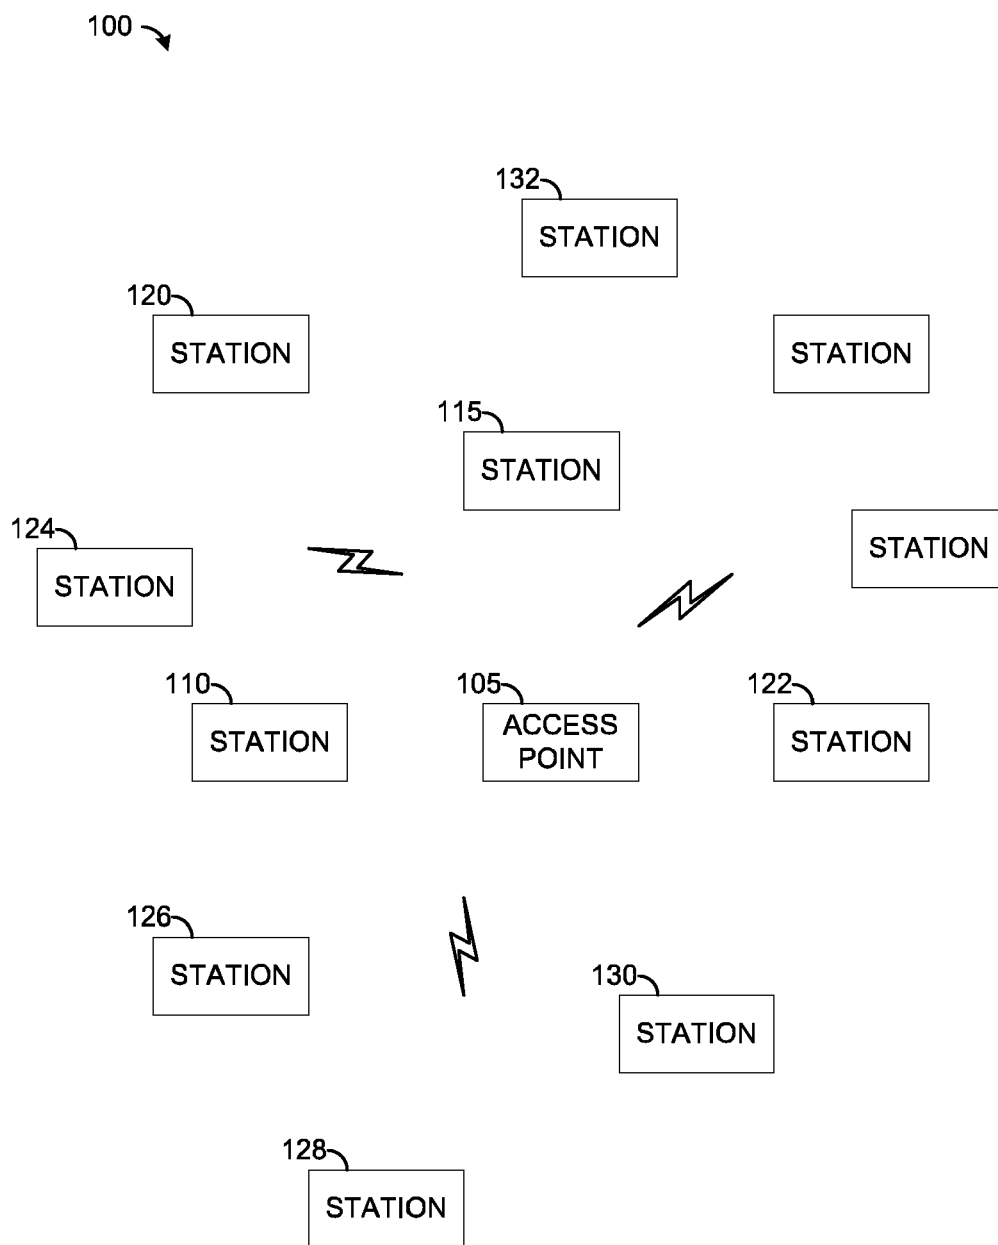 100
132
STATION
120
STATION
STATION
115
STATION
124
STATION
STATION
110
STATION
105
ACCESS
POINT
122
STATION
126
STATION
130
STATION
128
STATION